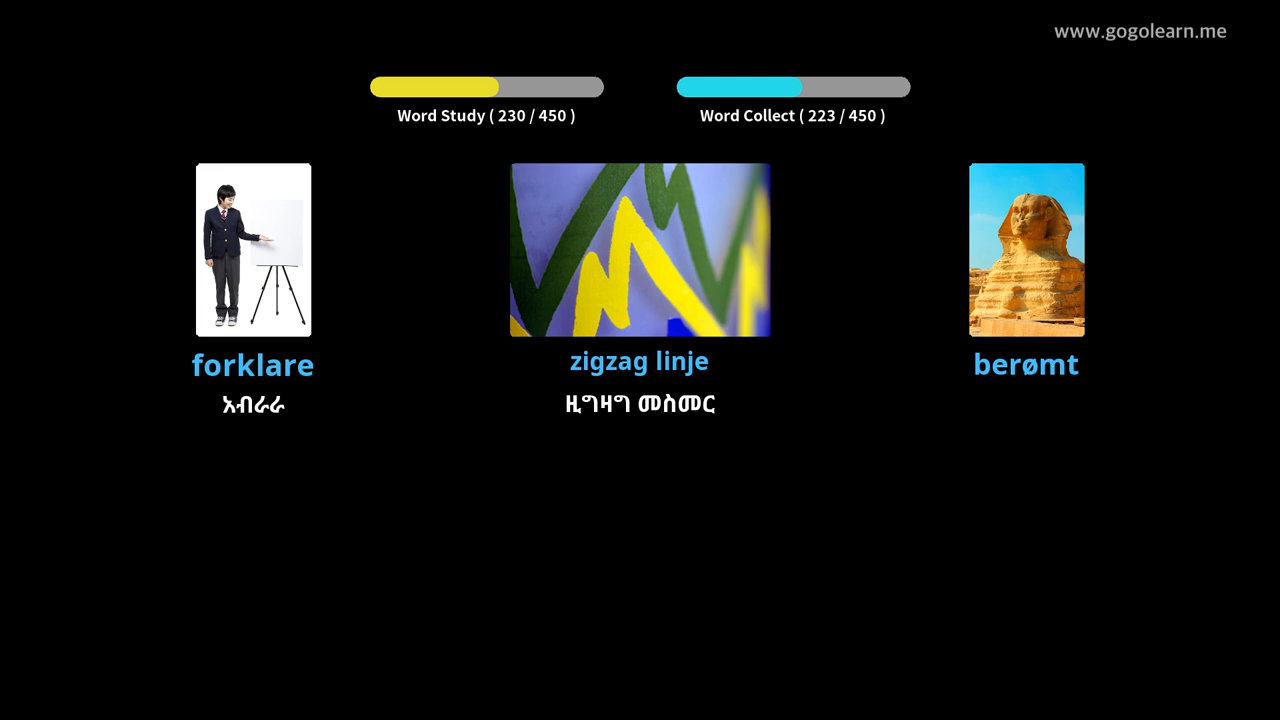 www.gogolearn.me
Word Study ( 230 / 450 )
Word Collect ( 223 / 450 )
forklare
zigzag linje
berømt
አብራራ
ዚግዛግ መስመር